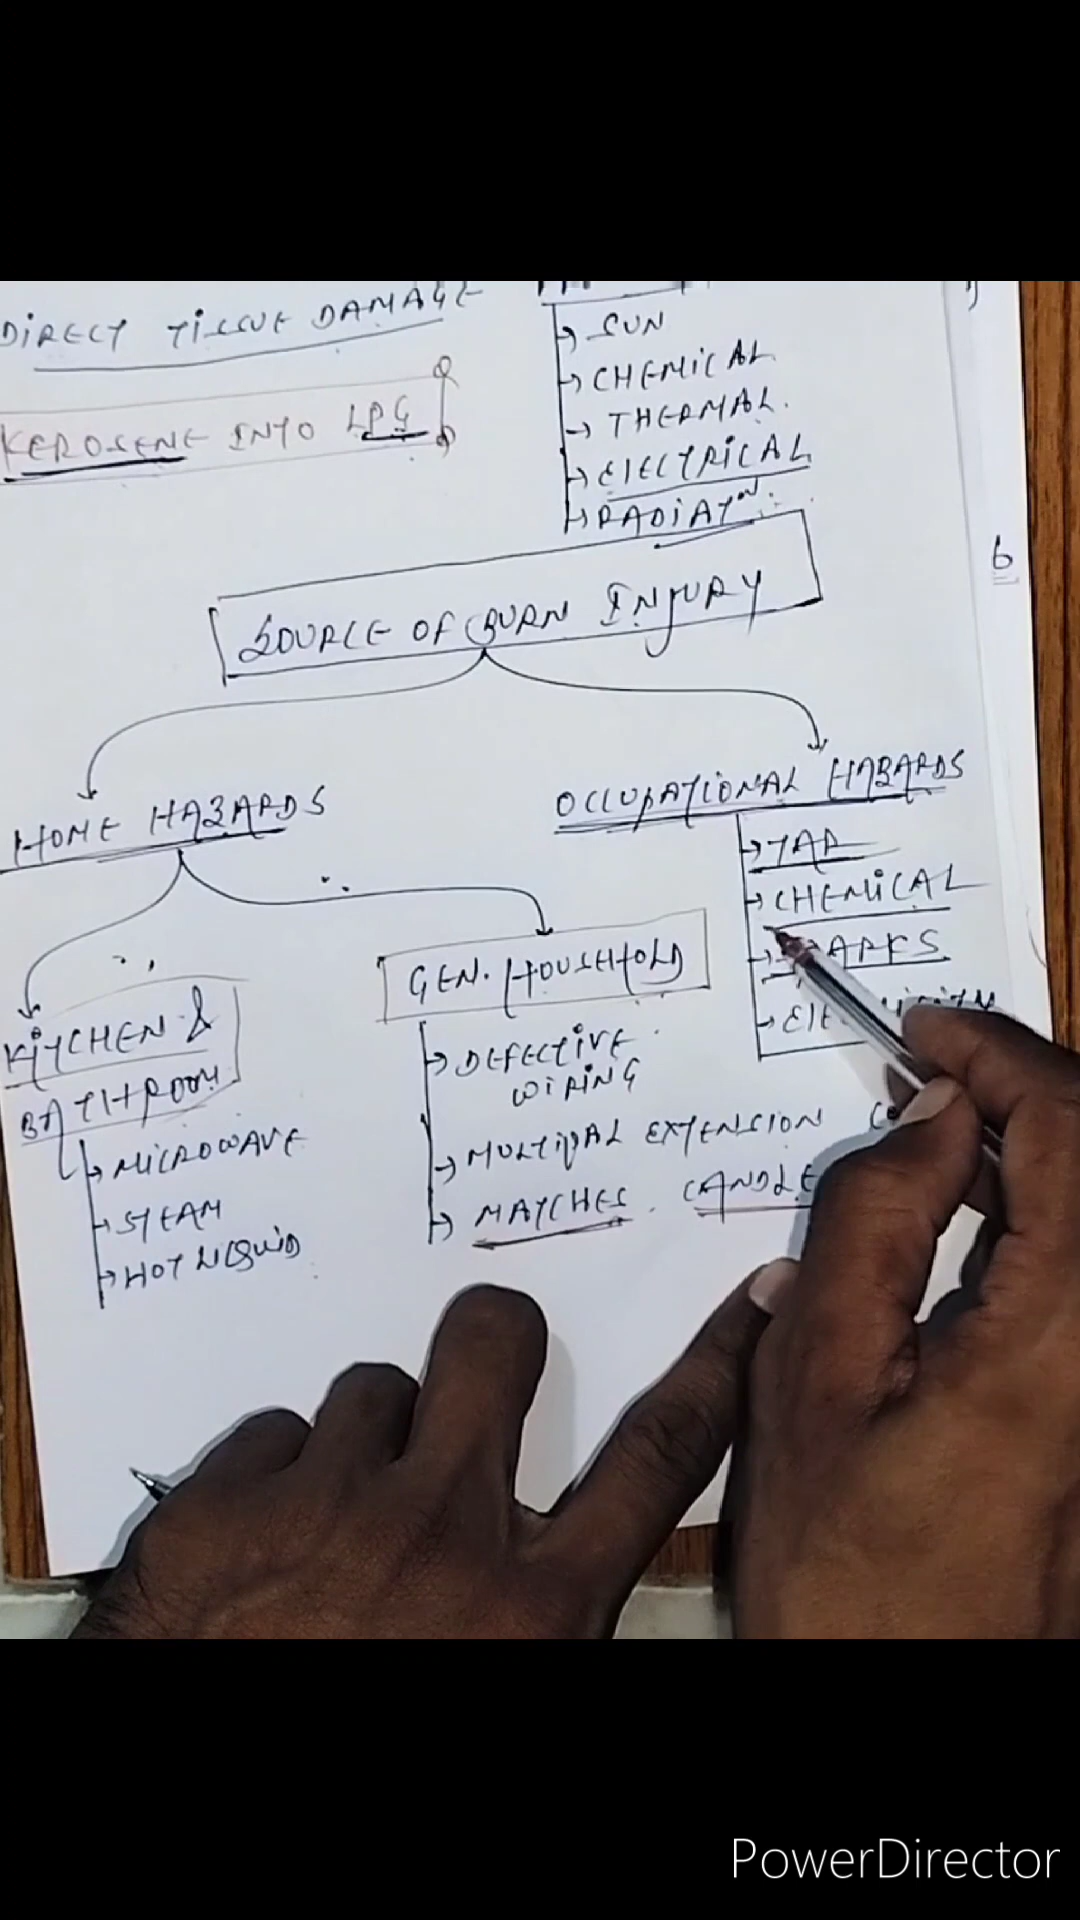 DIRECT TISSUE DAMAGE
KEROSENE INTO LPG
→ SUN
→ CHEMICAL
→ THERMAL.
→ ELECTRICAL
→ RADIATN
6
SOURCE OF BURN INJURY
HOME HAZARDS
OCCUPATIONAL HAZARDS
→ TAR
→ CHEMICAL
KITCHEN &
BATHROOM
→ MICROWAVE
→ STEAM
→ HOT LIQUID
GEN. HOUSEHOLD
→ DEFECTIVE
WIRING
→ MULTIPAL EXTENSION
→ MATCHES. CANDLE
PowerDirector